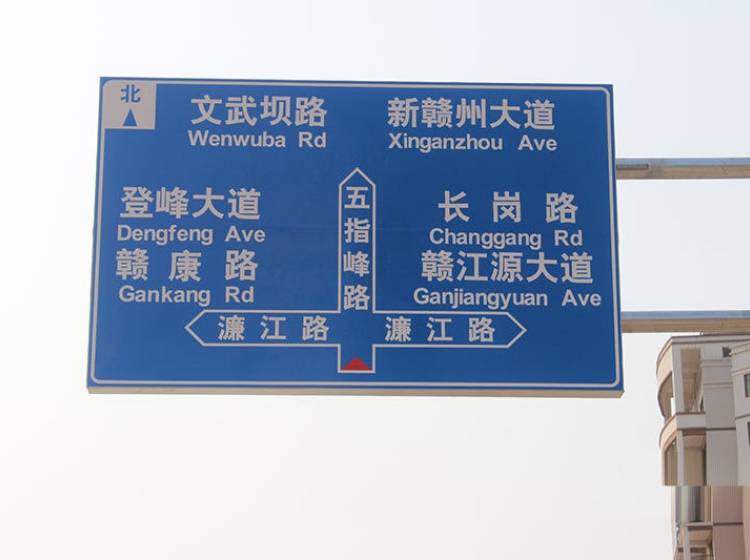 北
文武坝路
Wenwuba Rd
新赣州大道
Xinganzhou Ave
登峰大道
Dengfeng Ave
赣康路
Gankang Rd
五指峰路
长岗路
Changgang Rd
赣江源大道
Ganjiangyuan Ave
濂江路
濂江路